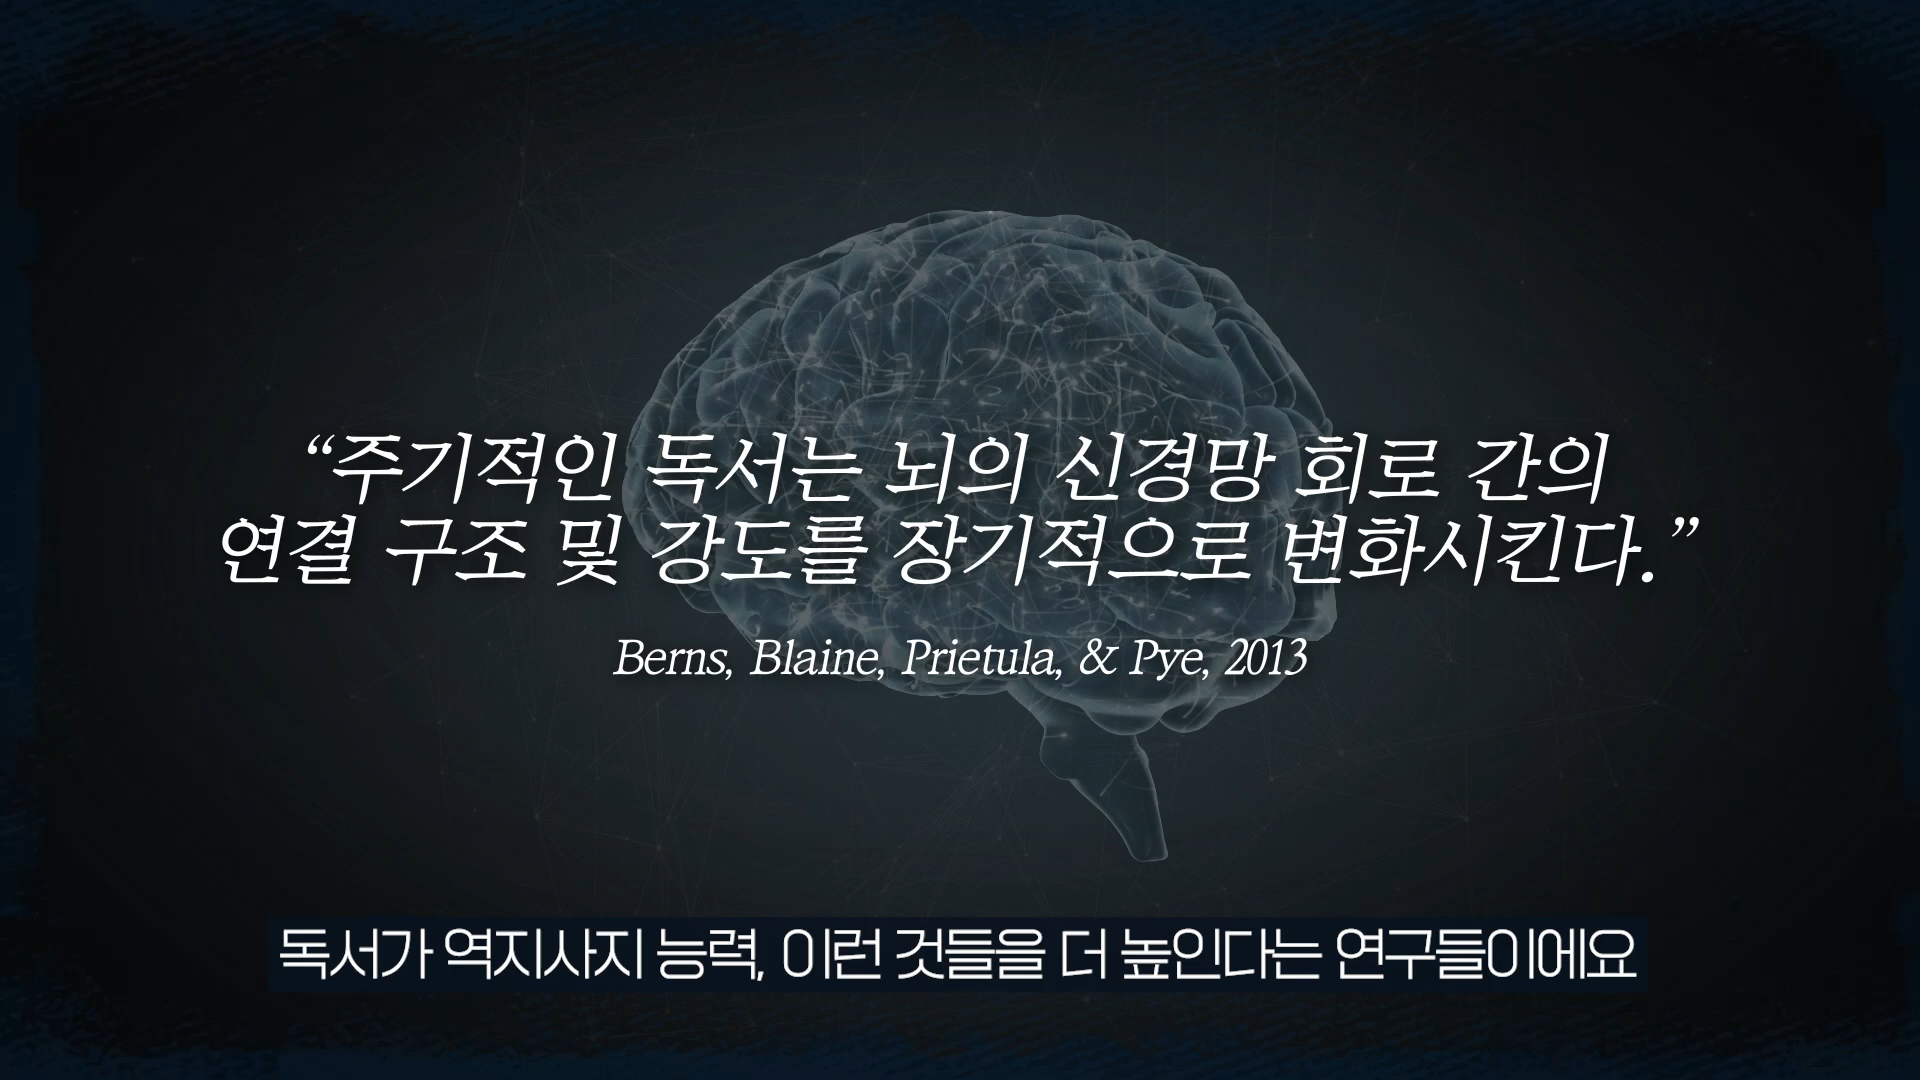 “주기적인 독서는 뇌의 신경망 회로 간의
연결 구조 및 강도를 장기적으로 변화시킨다.”
Berns, Blaine, Prietula, & Pye, 2013
독서가 역지사지 능력, 이런 것들을 더 높인다는 연구들이에요